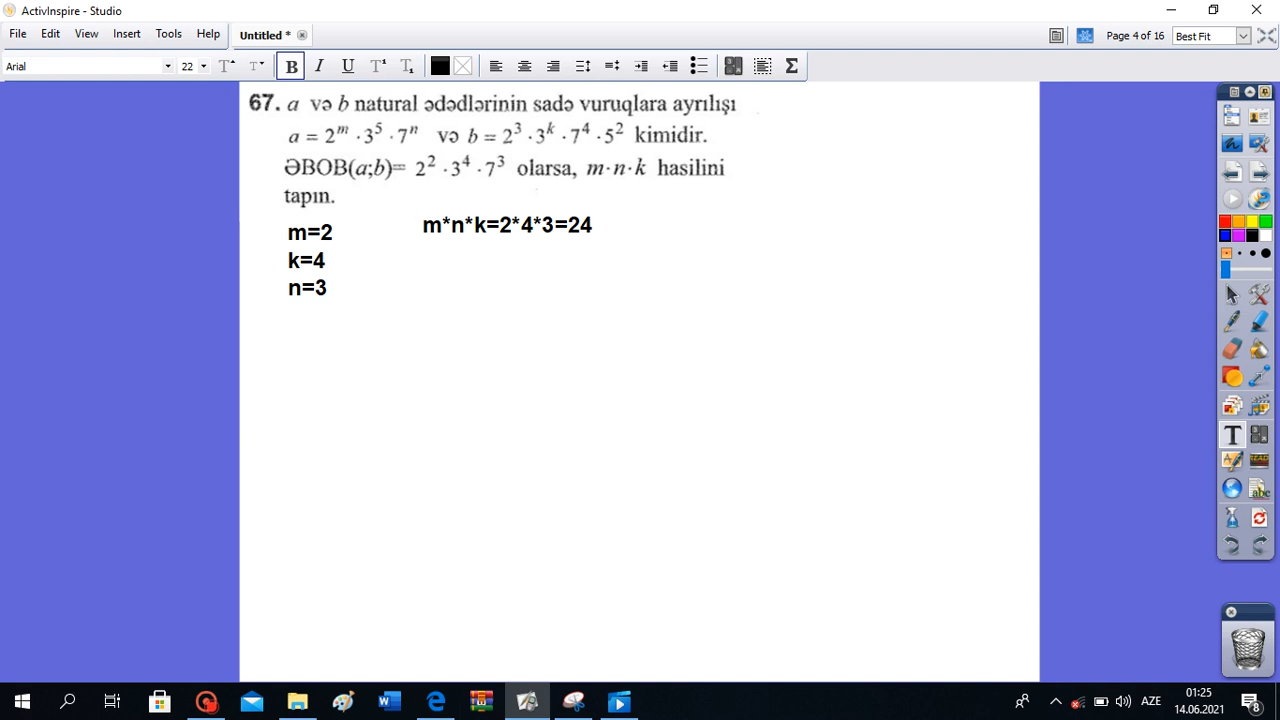 ActivInspire - Studio
File Edit View Insert Tools Help Untitled * Page 4 of 16 Best Fit
Arial 22 B I U T¹ T₁ Σ
67. a və b natural ədədlərinin sadə vuruqlara ayrılışı
a = 2^m · 3^5 · 7^n və b = 2^3 · 3^k · 7^4 · 5^2 kimidir.
ƏBOB(a;b)= 2^2 · 3^4 · 7^3 olarsa, m·n·k hasilini
tapın.
m=2
k=4
n=3
m*n*k=2*4*3=24
AZE
01:25
14.06.2021
8